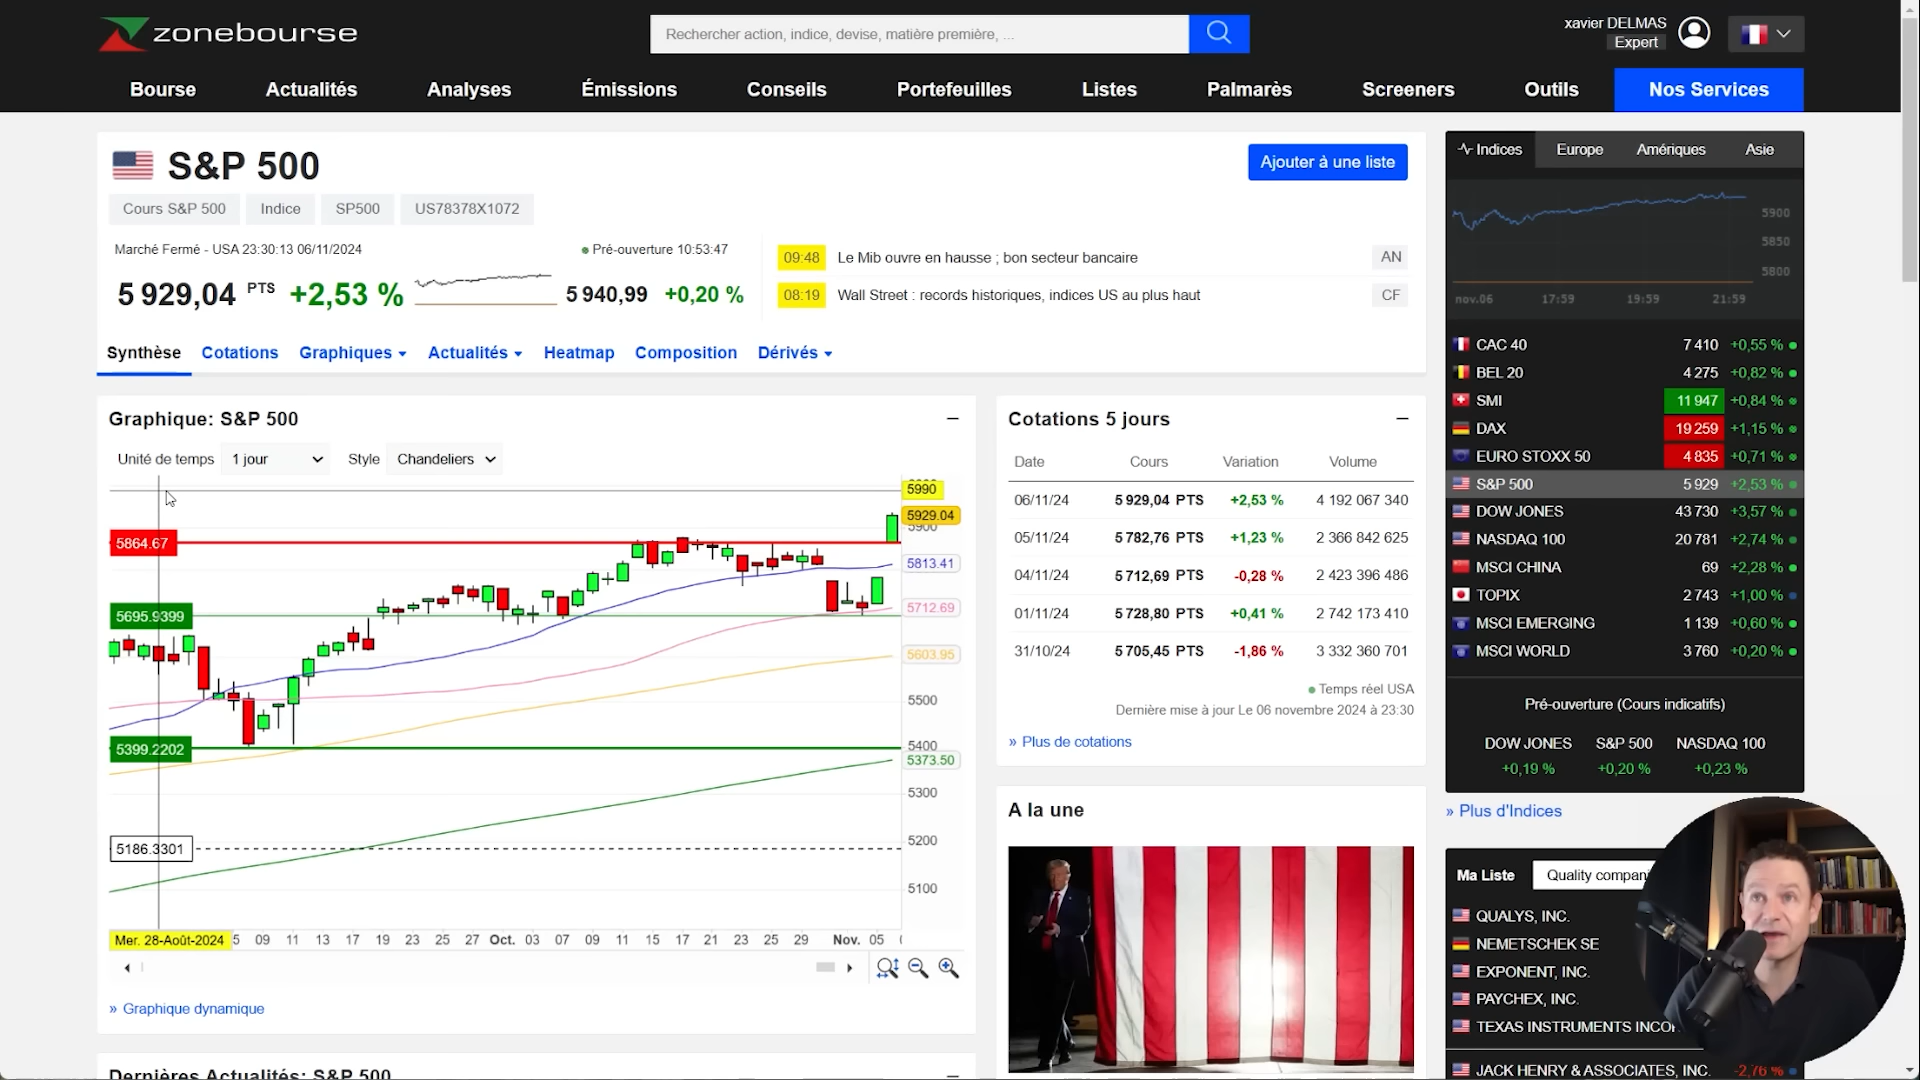 zonebourse
Rechercher action, indice, devise, matière première, ...
xavier DELMAS
Expert
Bourse
Actualités
Analyses
Émissions
Conseils
Portefeuilles
Listes
Palmarès
Screeners
Outils
Nos Services
S&P 500
Ajouter à une liste
Cours S&P 500
Indice
SP500
US78378X1072
Marché Fermé - USA 23:30:13 06/11/2024
Pré-ouverture 10:53:47
5 929,04 PTS +2,53 %
5 940,99 +0,20 %
09:48 Le Mib ouvre en hausse ; bon secteur bancaire AN
08:19 Wall Street : records historiques, indices US au plus haut CF
Synthèse
Cotations
Graphiques
Actualités
Heatmap
Composition
Dérivés
Graphique: S&P 500
Unité de temps 1 jour Style Chandeliers
5990
5929.04
5900
5864.67
5813.41
5695.9399
5712.69
5603.95
5500
5400
5399.2202
5373.50
5300
5186.3301
5200
5100
Mer. 28-Août-2024 5 09 11 13 17 19 23 25 27 Oct. 03 07 09 11 15 17 21 23 25 29 Nov. 05
» Graphique dynamique
Dernières Actualités: S&P 500
Cotations 5 jours
Date Cours Variation Volume
06/11/24 5 929,04 PTS +2,53 % 4 192 067 340
05/11/24 5 782,76 PTS +1,23 % 2 366 842 625
04/11/24 5 712,69 PTS -0,28 % 2 423 396 486
01/11/24 5 728,80 PTS +0,41 % 2 742 173 410
31/10/24 5 705,45 PTS -1,86 % 3 332 360 701
Temps réel USA
Dernière mise à jour Le 06 novembre 2024 à 23:30
» Plus de cotations
A la une
Indices
Europe
Amériques
Asie
5900
5850
5800
nov.06 17:59 19:59 21:59
CAC 40 7 410 +0,55 %
BEL 20 4 275 +0,82 %
SMI 11 947 +0,84 %
DAX 19 259 +1,15 %
EURO STOXX 50 4 835 +0,71 %
S&P 500 5 929 +2,53 %
DOW JONES 43 730 +3,57 %
NASDAQ 100 20 781 +2,74 %
MSCI CHINA 69 +2,28 %
TOPIX 2 743 +1,00 %
MSCI EMERGING 1 139 +0,60 %
MSCI WORLD 3 760 +0,20 %
Pré-ouverture (Cours indicatifs)
DOW JONES S&P 500 NASDAQ 100
+0,19 % +0,20 % +0,23 %
» Plus d'Indices
Ma Liste
Quality compan
QUALYS, INC.
NEMETSCHEK SE
EXPONENT, INC.
PAYCHEX, INC.
TEXAS INSTRUMENTS INCO
JACK HENRY & ASSOCIATES, INC. -2,76 %